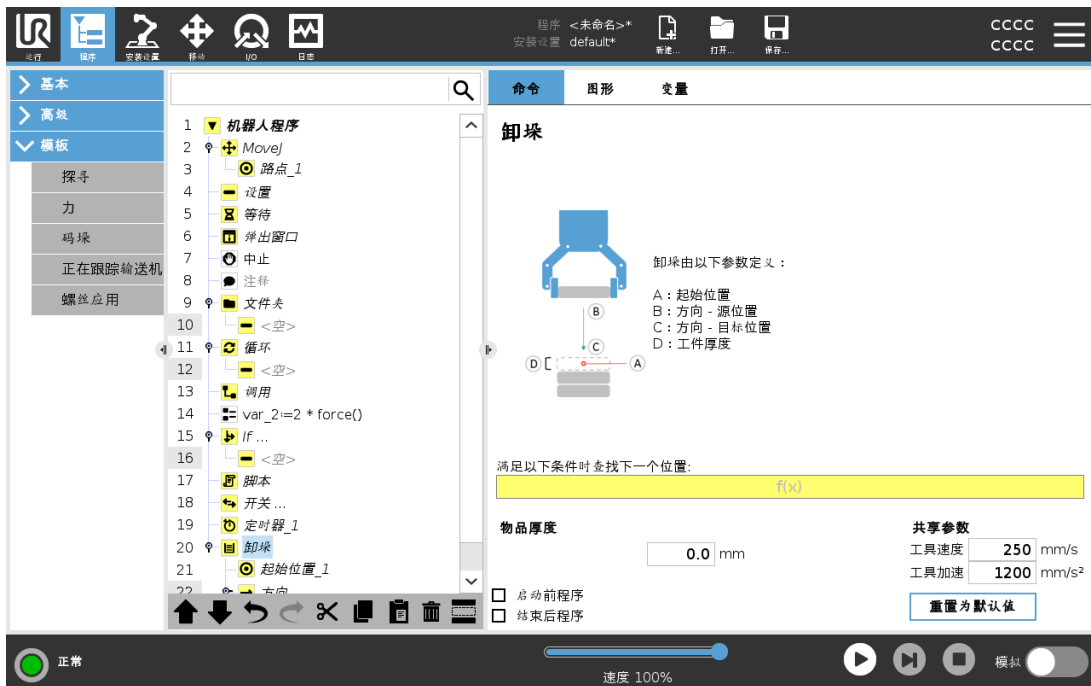 程序 <未命名>*
安装设置 default*
运行
程序
安装设置
移动
I/O
日志
新建...
打开...
保存...
CCCC
CCCC
基本
高级
模板
探寻
力
码垛
正在跟踪输送机
螺丝应用
1 机器人程序
2 MoveJ
3 路点_1
4 设置
5 等待
6 弹出窗口
7 中止
8 注释
9 文件夹
10 <空>
11 循环
12 <空>
13 调用
14 var_2:=2 * force()
15 If ...
16 <空>
17 脚本
18 开关 ...
19 定时器_1
20 卸垛
21 起始位置_1
22 方向
命令 图形 变量
卸垛
B
C
D
A
卸垛由以下参数定义：
A：起始位置
B：方向 - 源位置
C：方向 - 目标位置
D：工件厚度
满足以下条件时查找下一个位置:
f(x)
物品厚度
0.0 mm
启动前程序
结束后程序
共享参数
工具速度 250 mm/s
工具加速 1200 mm/s²
重置为默认值
正常
速度 100%
模拟